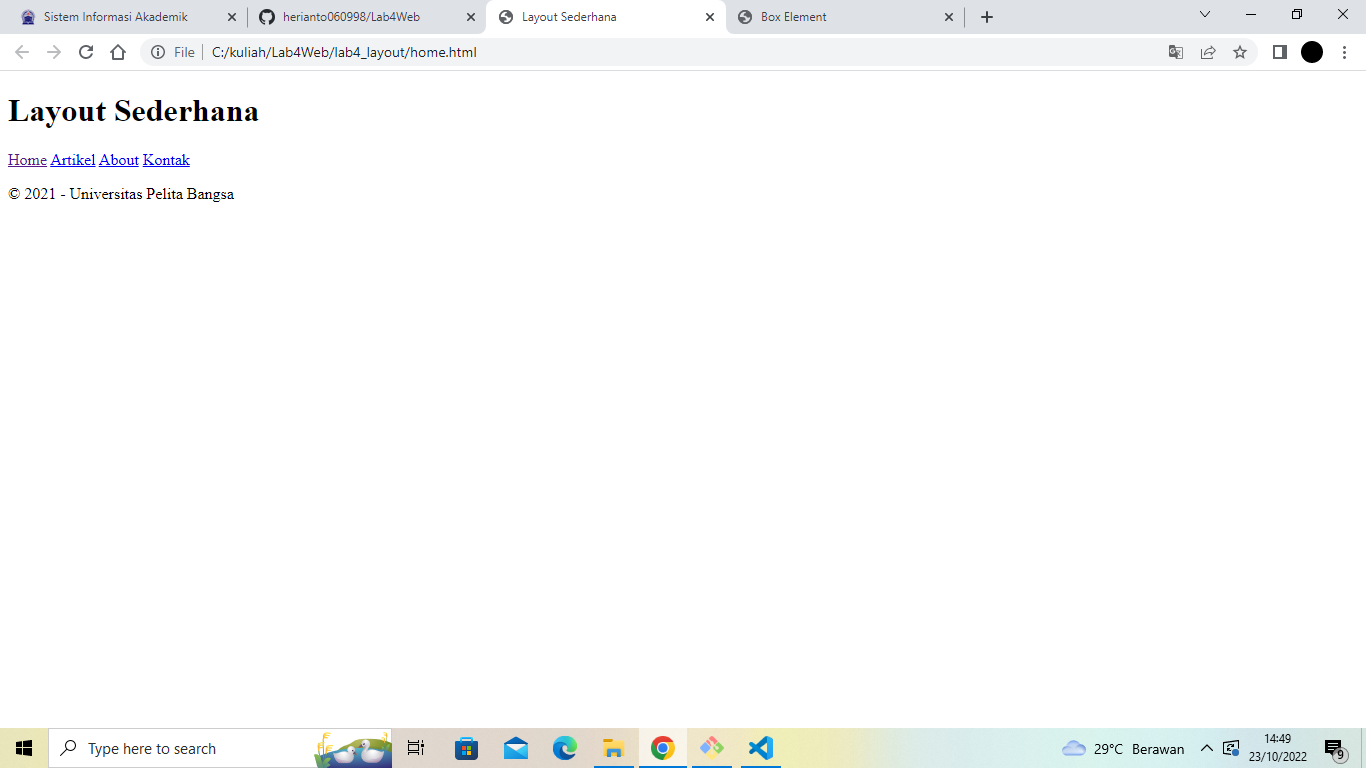 Sistem Informasi Akademik
herianto060998/Lab4Web
Layout Sederhana
Box Element
File
C:/kuliah/Lab4Web/lab4_layout/home.html
Layout Sederhana
Home Artikel About Kontak
© 2021 - Universitas Pelita Bangsa
Type here to search
29°C Berawan
14:49
23/10/2022
9